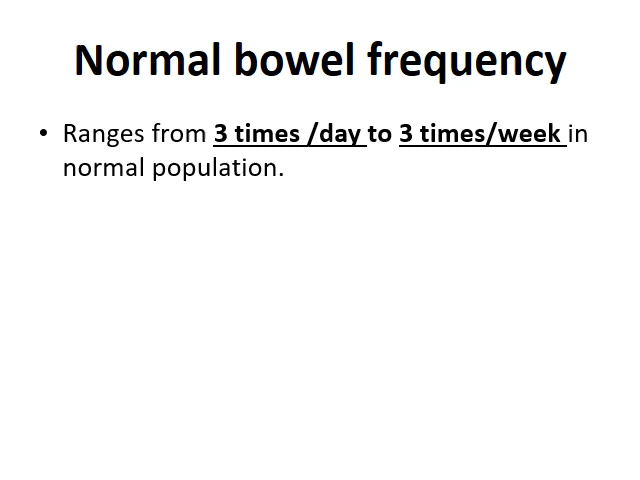 Normal bowel frequency
• Ranges from 3 times /day to 3 times/week in
normal population.